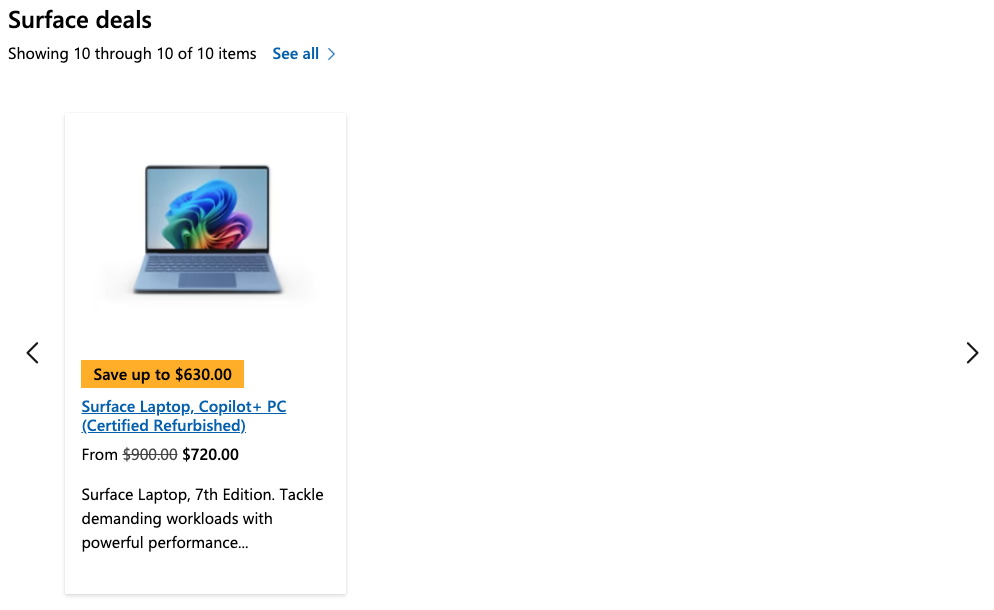 Surface deals
Showing 10 through 10 of 10 items See all
Save up to $630.00
Surface Laptop, Copilot+ PC
(Certified Refurbished)
From $900.00 $720.00
Surface Laptop, 7th Edition. Tackle
demanding workloads with
powerful performance...